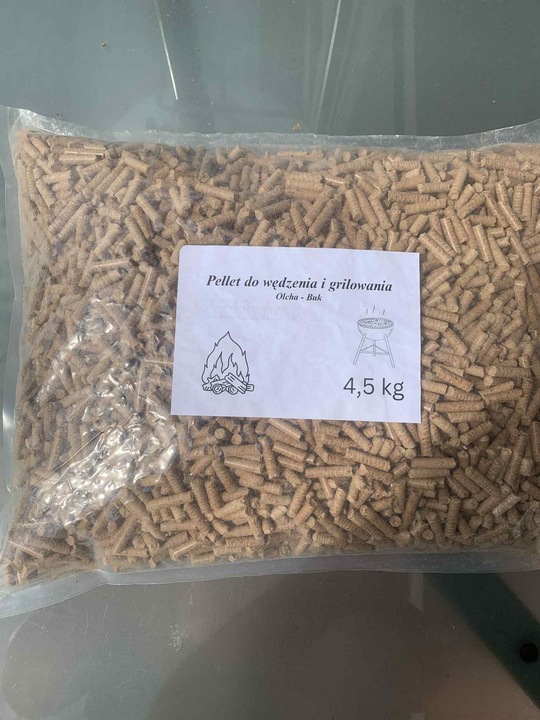 Pellet do wędzenia i grilowania
Olcha - Buk
4,5 kg